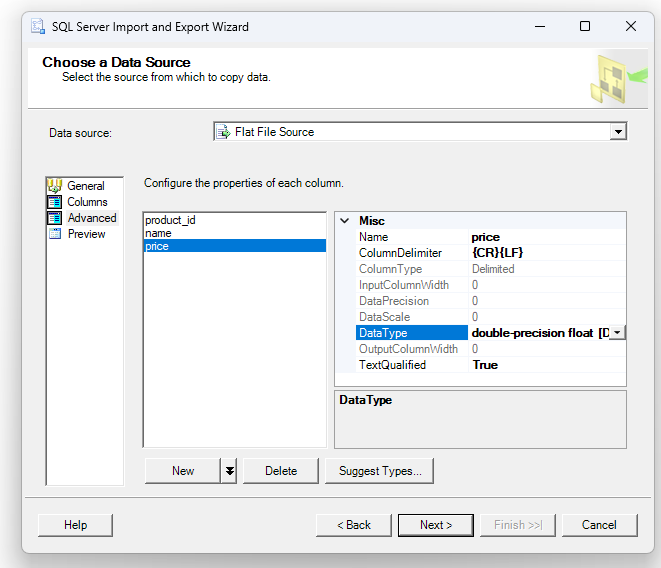 SQL Server Import and Export Wizard
Choose a Data Source
Select the source from which to copy data.
Data source:
Flat File Source
General
Columns
Advanced
Preview
Configure the properties of each column.
product_id
name
price
Misc
Name price
ColumnDelimiter {CR}{LF}
ColumnType Delimited
InputColumnWidth 0
DataPrecision 0
DataScale 0
DataType double-precision float [D
OutputColumnWidth 0
TextQualified True
DataType
New
Delete
Suggest Types...
Help
< Back
Next >
Finish >>|
Cancel